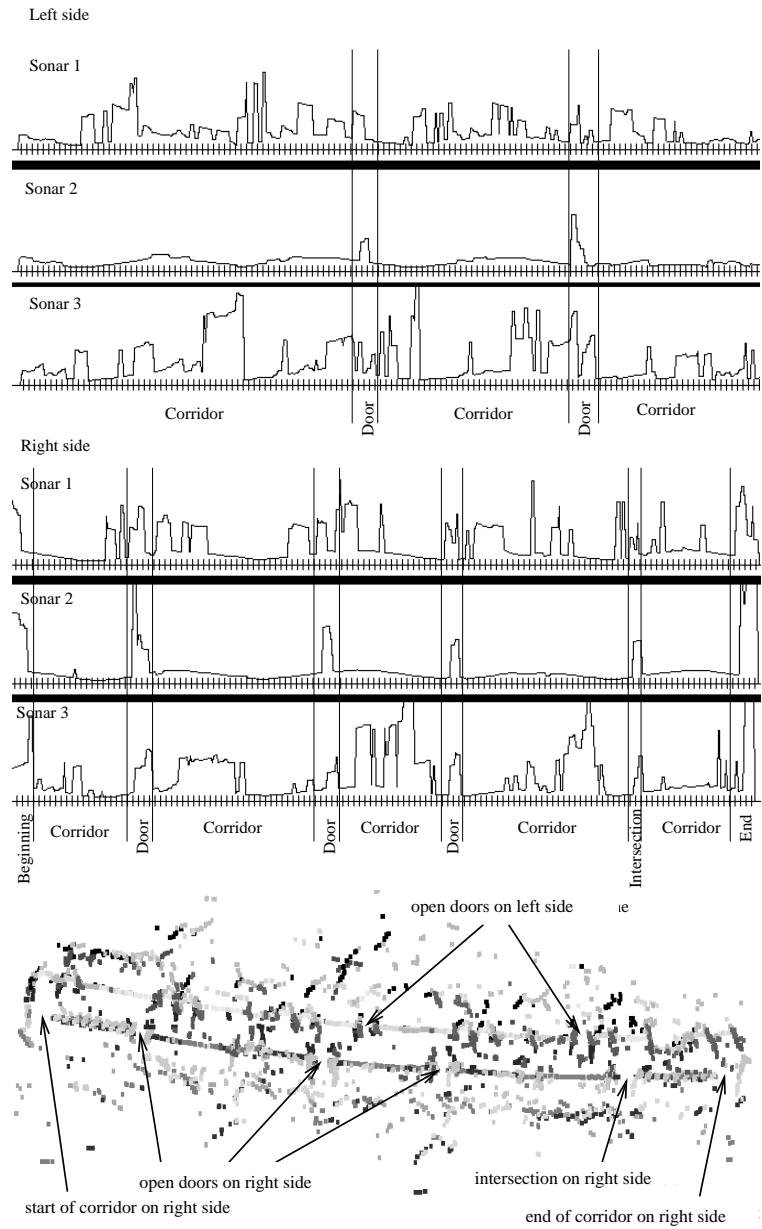 Left side
Sonar 1
Sonar 2
Sonar 3
Corridor
Door
Corridor
Door
Corridor
Right side
Sonar 1
Sonar 2
Sonar 3
Beginning
Corridor
Door
Corridor
Door
Corridor
Door
Corridor
Intersection
Corridor
End
open doors on left side
open doors on right side
intersection on right side
start of corridor on right side
end of corridor on right side